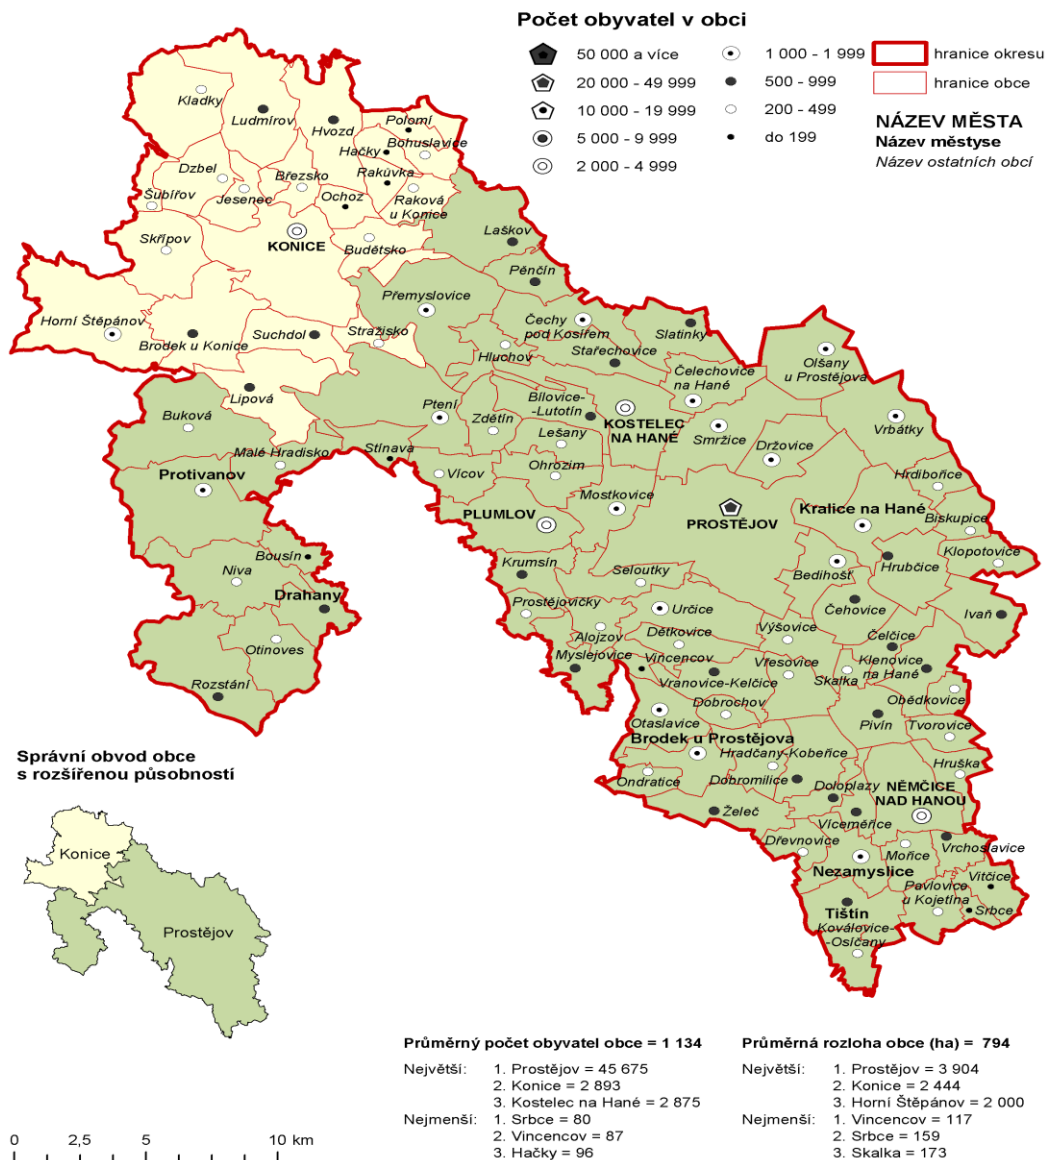 Počet obyvatel v obci
50 000 a více
20 000 - 49 999
10 000 - 19 999
5 000 - 9 999
2 000 - 4 999
1 000 - 1 999
500 - 999
200 - 499
do 199
hranice okresu
hranice obce
NÁZEV MĚSTA
Název městyse
Název ostatních obcí
Kladky
Ludmírov
Hvozd
Polomí
Hačky
Bohuslavice
Dzbel
Březsko
Rakůvka
Šubířov
Jesenec
Ochoz
Raková
u Konice
Skřípov
KONICE
Budětsko
Laškov
Pěnčín
Horní Štěpánov
Přemyslovice
Brodek u Konice
Suchdol
Stražisko
Čechy
pod Kosířem
Slatinky
Hluchov
Stařechovice
Olšany
u Prostějova
Čelechovice
na Hané
Lipová
Buková
Ptení
Zdětín
Bílovice-
-Lutotín
KOSTELEC
NA HANÉ
Smržice
Vrbátky
Držovice
Stínava
Lešany
Malé Hradisko
Vícov
Ohrozim
Protivanov
Mostkovice
Hrdibořice
PLUMLOV
PROSTĚJOV
Kralice na Hané
Biskupice
Klopotovice
Bousín
Niva
Krumsín
Seloutky
Bedihošť
Hrubčice
Drahany
Prostějovičky
Určice
Čehovice
Ivaň
Otinoves
Alojzov
Dětkovice
Výšovice
Čelčice
Myslejovice
Vincencov
Vřesovice
Klenovice
na Hané
Rozstání
Vranovice-Kelčice
Skalka
Obědkovice
Otaslavice
Dobrochov
Pivín
Tvorovice
Brodek u Prostějova
Hradčany-Kobeřice
Hruška
Ondratice
Dobromilice
Doloplazy
NĚMČICE
NAD HANOU
Želeč
Víceměřice
Dřevnovice
Mořice
Vrchoslavice
Nezamyslice
Vitčice
Pavlovice
u Kojetína
Srbce
Tištín
Koválovice-
-Osíčany
Správní obvod obce
s rozšířenou působností
Konice
Prostějov
Průměrný počet obyvatel obce = 1 134
Největší: 1. Prostějov = 45 675
2. Konice = 2 893
3. Kostelec na Hané = 2 875
Nejmenší: 1. Srbce = 80
2. Vincencov = 87
3. Hačky = 96
Průměrná rozloha obce (ha) = 794
Největší: 1. Prostějov = 3 904
2. Konice = 2 444
3. Horní Štěpánov = 2 000
Nejmenší: 1. Vincencov = 117
2. Srbce = 159
3. Skalka = 173
0 2,5 5 10 km